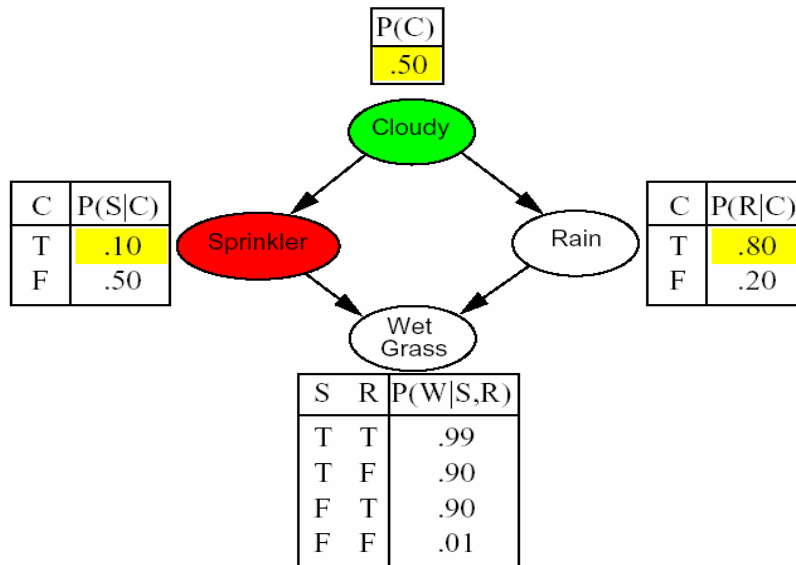 P(C)
.50
Cloudy
C P(S|C)
T .10
F .50
Sprinkler
Rain
C P(R|C)
T .80
F .20
Wet
Grass
S R P(W|S,R)
T T .99
T F .90
F T .90
F F .01